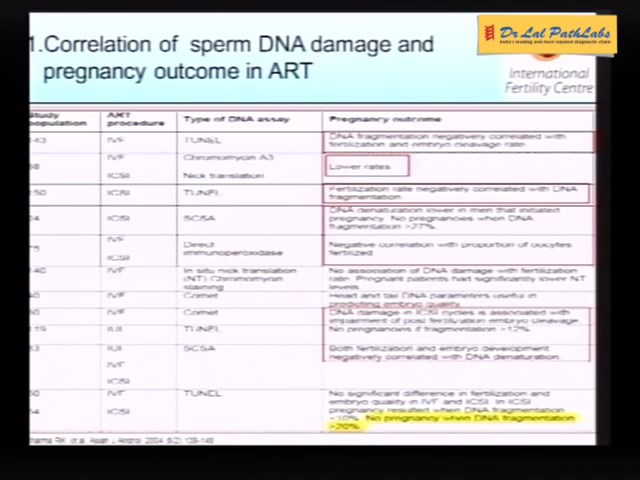 Dr Lal PathLabs
1.Correlation of sperm DNA damage and
pregnancy outcome in ART
International
Fertility Centre
Study
population
ART
procedure
Type of DNA assay
Pregnancy outcome
143
IVF
TUNEL
DNA fragmentation negatively correlated with
fertilization and embryo cleavage rate
IVF
Chromomycin A3
Lower rates
ICSI
Nick translation
150
ICSI
TUNEL
Fertilization rate negatively correlated with DNA
fragmentation
ICSI
SCSA
DNA denaturation lower in men that initiated
pregnancy. No pregnancies when DNA
fragmentation >27%
IVF
ICSI
Direct
immunoperoxidase
Negative correlation with proportion of oocytes
fertilized
140
IVF
In situ nick translation
(NT) Chromomycin
staining
No association of DNA damage with fertilization
rate. Pregnant patients had significantly lower NT
levels
40
IVF
Comet
Head and tail DNA parameters useful in
predicting embryo quality
IVF
Comet
DNA damage in ICSI cycles is associated with
impairment of post fertilization embryo cleavage
119
IUI
TUNEL
No pregnancies if fragmentation >12%
IUI
SCSA
Both fertilization and embryo development
negatively correlated with DNA denaturation
IVF
ICSI
IVF
TUNEL
No significant difference in fertilization and
embryo quality in IVF and ICSI. In ICSI
ICSI
pregnancy resulted when DNA fragmentation
<10%. No pregnancy when DNA fragmentation
>20%.